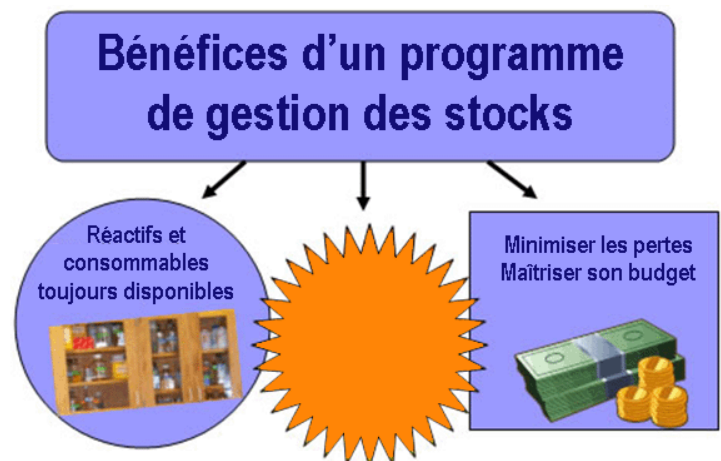 Bénéfices d'un programme
de gestion des stocks
Réactifs et
consommables
toujours disponibles
Minimiser les pertes
Maîtriser son budget